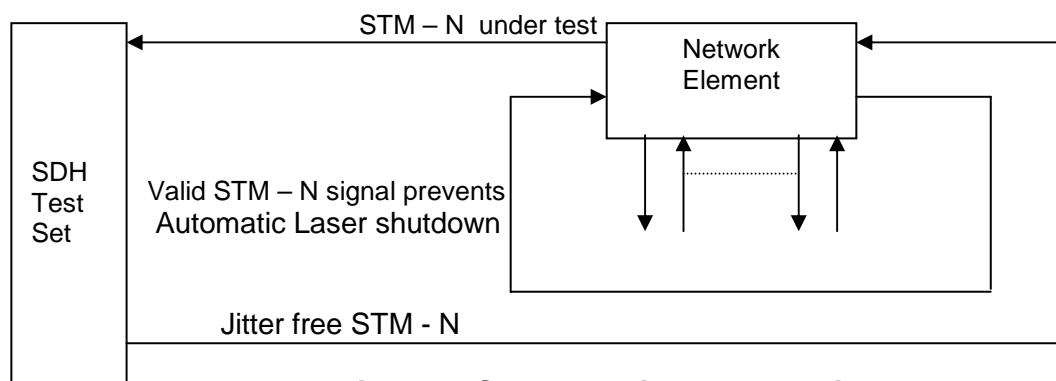 STM – N  under test
Network
Element
SDH
Test
Set
Valid STM – N signal prevents
Automatic Laser shutdown
Jitter free STM - N